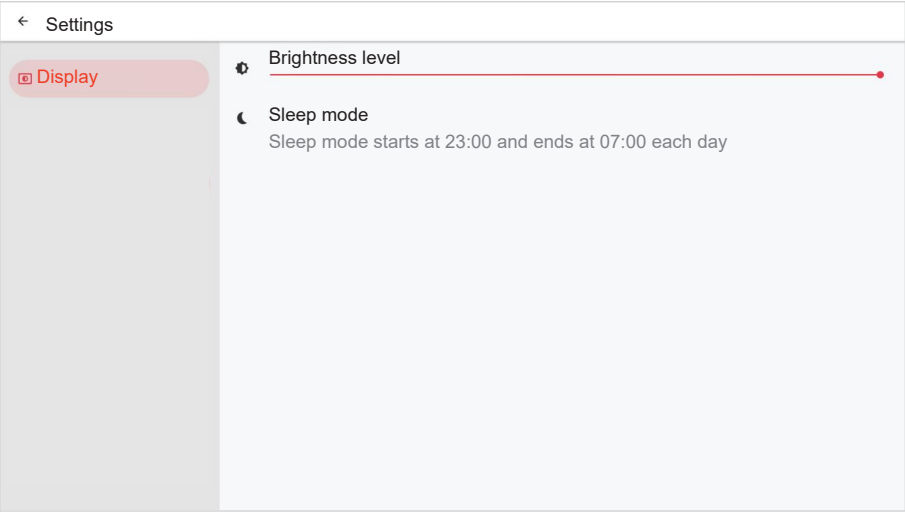 Settings
Display
Brightness level
Sleep mode
Sleep mode starts at 23:00 and ends at 07:00 each day